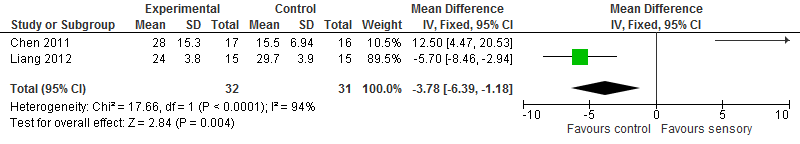 Experimental Control Mean Difference Mean Difference
Study or Subgroup Mean SD Total Mean SD Total Weight IV, Fixed, 95% CI IV, Fixed, 95% CI
Chen 2011 28 15.3 17 15.5 6.94 16 10.5% 12.50 [4.47, 20.53]
Liang 2012 24 3.8 15 29.7 3.9 15 89.5% -5.70 [-8.46, -2.94]
Total (95% CI) 32 31 100.0% -3.78 [-6.39, -1.18]
Heterogeneity: Chi² = 17.66, df = 1 (P < 0.0001); I² = 94%
Test for overall effect: Z = 2.84 (P = 0.004)
-10 -5 0 5 10
Favours control Favours sensory